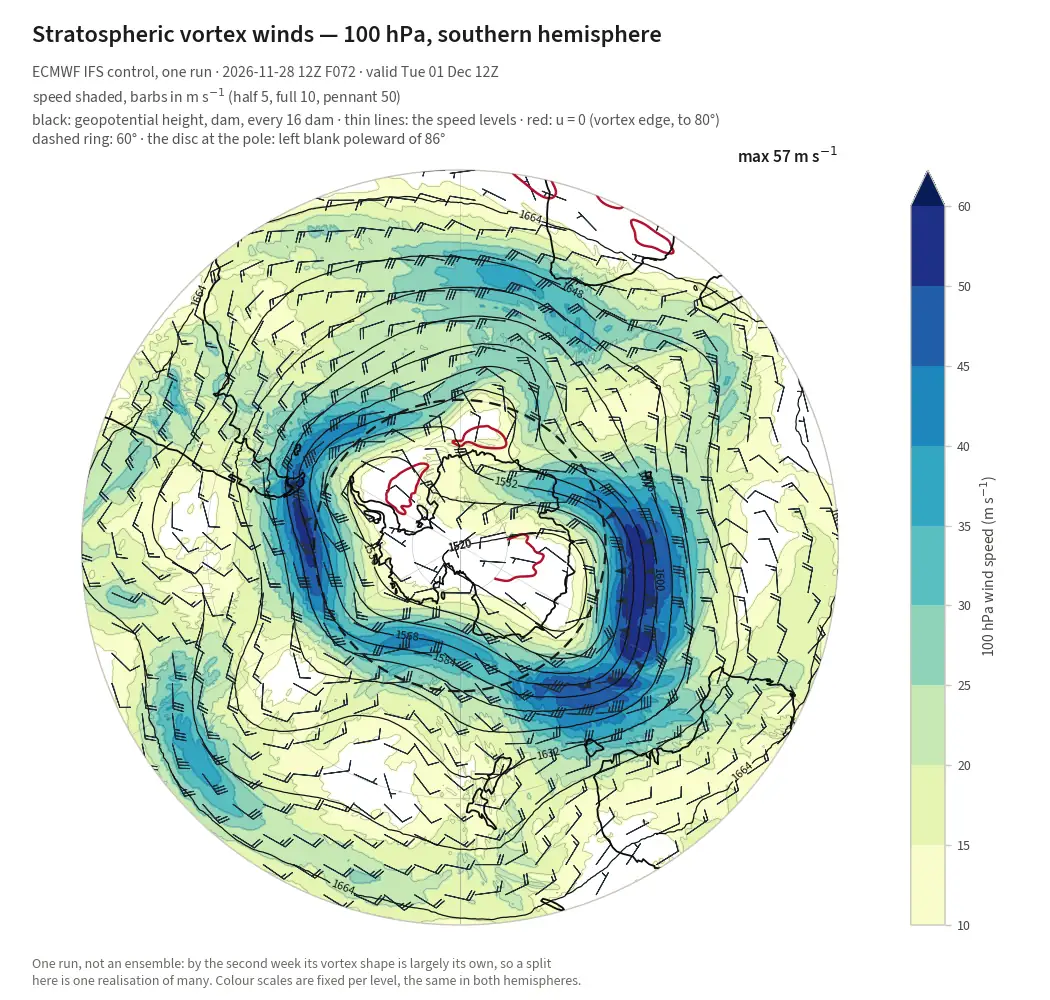 Stratospheric vortex winds — 100 hPa, southern hemisphere
ECMWF IFS control, one run · 2026-11-28 12Z F072 · valid Tue 01 Dec 12Z
speed shaded, barbs in m s⁻¹ (half 5, full 10, pennant 50)
black: geopotential height, dam, every 16 dam · thin lines: the speed levels · red: u = 0 (vortex edge, to 80°)
dashed ring: 60° · the disc at the pole: left blank poleward of 86°
max 57 m s⁻¹
1664
1648
1664
1552
1520
1600
1568
1584
1632
1664
1664
60
50
45
40
35
30
25
20
15
10
100 hPa wind speed (m s⁻¹)
One run, not an ensemble: by the second week its vortex shape is largely its own, so a split
here is one realisation of many. Colour scales are fixed per level, the same in both hemispheres.